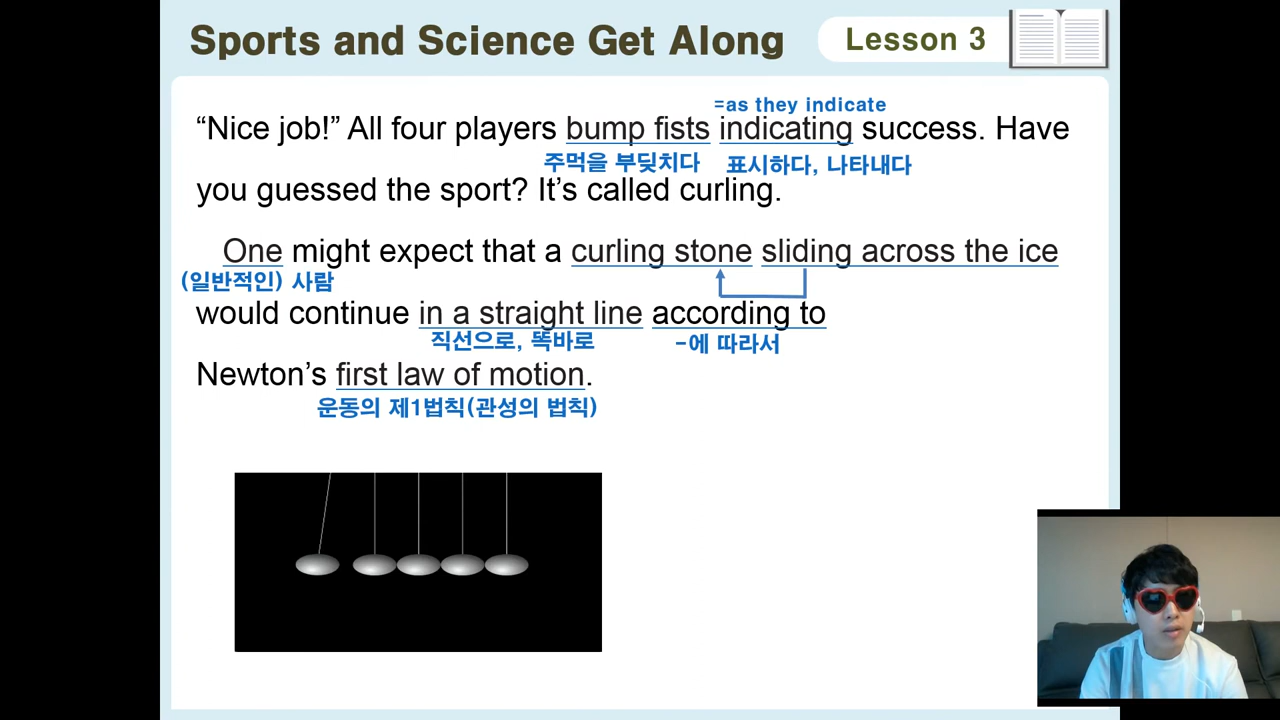 Sports and Science Get Along
Lesson 3
=as they indicate
“Nice job!” All four players bump fists indicating success. Have
주먹을 부딪치다 표시하다, 나타내다
you guessed the sport? It’s called curling.
One might expect that a curling stone sliding across the ice
(일반적인) 사람
would continue in a straight line according to
직선으로, 똑바로 -에 따라서
Newton’s first law of motion.
운동의 제1법칙(관성의 법칙)